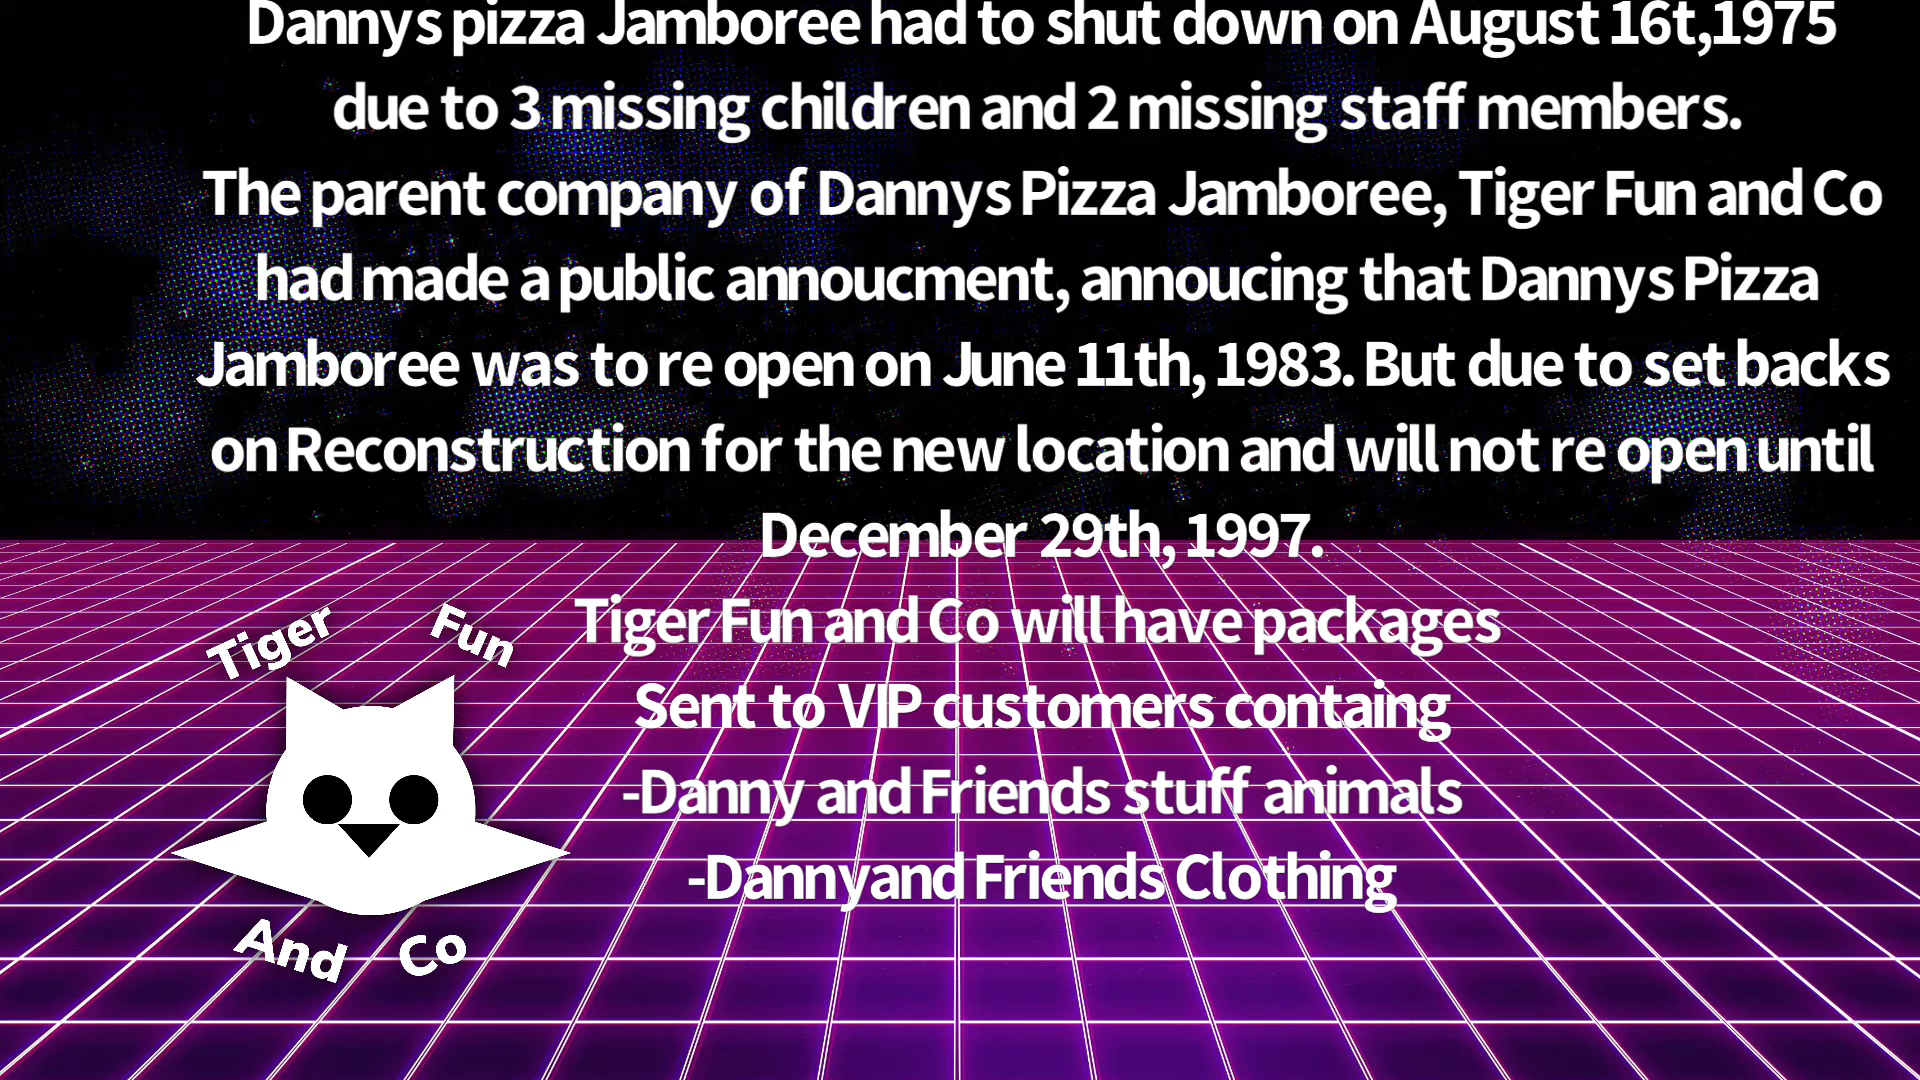 Dannys pizza Jamboree had to shut down on August 16t,1975
due to 3 missing children and 2 missing staff members.
The parent company of Dannys Pizza Jamboree, Tiger Fun and Co
had made a public annoucment, annoucing that Dannys Pizza
Jamboree was to re open on June 11th, 1983. But due to set backs
on Reconstruction for the new location and will not re open until
December 29th, 1997.
Tiger Fun and Co will have packages
Sent to VIP customers containg
-Danny and Friends stuff animals
-Dannyand Friends Clothing
Tiger Fun
And Co